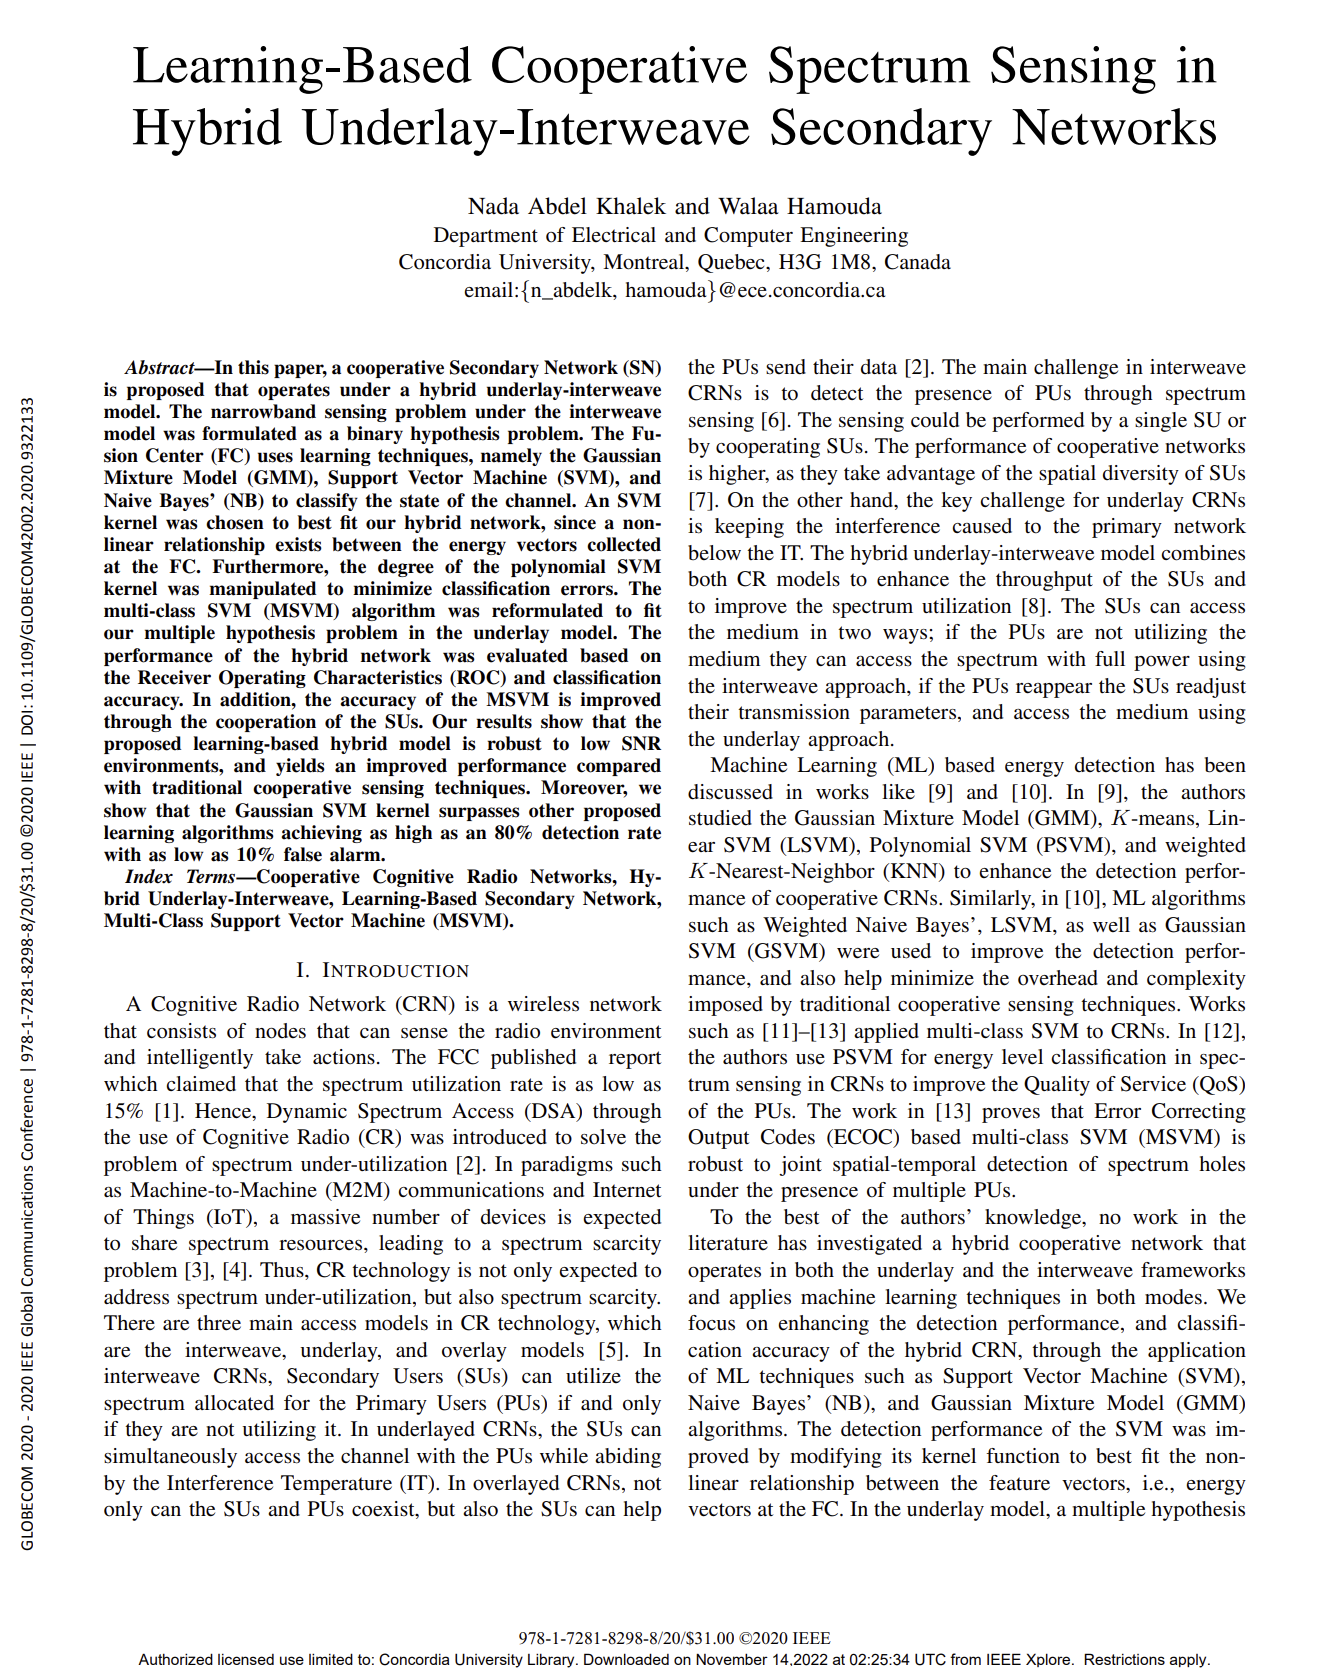 Learning-Based Cooperative Spectrum Sensing in
Hybrid Underlay-Interweave Secondary Networks
Nada Abdel Khalek and Walaa Hamouda
Department of Electrical and Computer Engineering
Concordia University, Montreal, Quebec, H3G 1M8, Canada
email:{n_abdelk, hamouda}@ece.concordia.ca
Abstract—In this paper, a cooperative Secondary Network (SN)
is proposed that operates under a hybrid underlay-interweave
model. The narrowband sensing problem under the interweave
model was formulated as a binary hypothesis problem. The Fu-
sion Center (FC) uses learning techniques, namely the Gaussian
Mixture Model (GMM), Support Vector Machine (SVM), and
Naive Bayes' (NB) to classify the state of the channel. An SVM
kernel was chosen to best fit our hybrid network, since a non-
linear relationship exists between the energy vectors collected
at the FC. Furthermore, the degree of the polynomial SVM
kernel was manipulated to minimize classification errors. The
multi-class SVM (MSVM) algorithm was reformulated to fit
our multiple hypothesis problem in the underlay model. The
performance of the hybrid network was evaluated based on
the Receiver Operating Characteristics (ROC) and classification
accuracy. In addition, the accuracy of the MSVM is improved
through the cooperation of the SUs. Our results show that the
proposed learning-based hybrid model is robust to low SNR
environments, and yields an improved performance compared
with traditional cooperative sensing techniques. Moreover, we
show that the Gaussian SVM kernel surpasses other proposed
learning algorithms achieving as high as an 80% detection rate
with as low as 10% false alarm.
Index Terms—Cooperative Cognitive Radio Networks, Hy-
brid Underlay-Interweave, Learning-Based Secondary Network,
Multi-Class Support Vector Machine (MSVM).
I. INTRODUCTION
A Cognitive Radio Network (CRN) is a wireless network
that consists of nodes that can sense the radio environment
and intelligently take actions. The FCC published a report
which claimed that the spectrum utilization rate is as low as
15% [1]. Hence, Dynamic Spectrum Access (DSA) through
the use of Cognitive Radio (CR) was introduced to solve the
problem of spectrum under-utilization [2]. In paradigms such
as Machine-to-Machine (M2M) communications and Internet
of Things (IoT), a massive number of devices is expected
to share spectrum resources, leading to a spectrum scarcity
problem [3], [4]. Thus, CR technology is not only expected to
address spectrum under-utilization, but also spectrum scarcity.
There are three main access models in CR technology, which
are the interweave, underlay, and overlay models [5]. In
interweave CRNs, Secondary Users (SUs) can utilize the
spectrum allocated for the Primary Users (PUs) if and only
if they are not utilizing it. In underlayed CRNs, the SUs can
simultaneously access the channel with the PUs while abiding
by the Interference Temperature (IT). In overlayed CRNs, not
only can the SUs and PUs coexist, but also the SUs can help
the PUs send their data [2]. The main challenge in interweave
CRNs is to detect the presence of PUs through spectrum
sensing [6]. The sensing could be performed by a single SU or
by cooperating SUs. The performance of cooperative networks
is higher, as they take advantage of the spatial diversity of SUs
[7]. On the other hand, the key challenge for underlay CRNs
is keeping the interference caused to the primary network
below the IT. The hybrid underlay-interweave model combines
both CR models to enhance the throughput of the SUs and
to improve the spectrum utilization [8]. The SUs can access
the medium in two ways; if the PUs are not utilizing the
medium they can access the spectrum with full power using
the interweave approach, if the PUs reappear the SUs readjust
their transmission parameters, and access the medium using
the underlay approach.
Machine Learning (ML) based energy detection has been
discussed in works like [9] and [10]. In [9], the authors
studied the Gaussian Mixture Model (GMM), K-means, Lin-
ear SVM (LSVM), Polynomial SVM (PSVM), and weighted
K-Nearest-Neighbor (KNN) to enhance the detection perfor-
mance of cooperative CRNs. Similarly, in [10], ML algorithms
such as Weighted Naive Bayes', LSVM, as well as Gaussian
SVM (GSVM) were used to improve the detection perfor-
mance, and also help minimize the overhead and complexity
imposed by traditional cooperative sensing techniques. Works
such as [11]–[13] applied multi-class SVM to CRNs. In [12],
the authors use PSVM for energy level classification in spec-
trum sensing in CRNs to improve the Quality of Service (QoS)
of the PUs. The work in [13] proves that Error Correcting
Output Codes (ECOC) based multi-class SVM (MSVM) is
robust to joint spatial-temporal detection of spectrum holes
under the presence of multiple PUs.
To the best of the authors' knowledge, no work in the
literature has investigated a hybrid cooperative network that
operates in both the underlay and the interweave frameworks
and applies machine learning techniques in both modes. We
focus on enhancing the detection performance, and classifi-
cation accuracy of the hybrid CRN, through the application
of ML techniques such as Support Vector Machine (SVM),
Naive Bayes' (NB), and Gaussian Mixture Model (GMM)
algorithms. The detection performance of the SVM was im-
proved by modifying its kernel function to best fit the non-
linear relationship between the feature vectors, i.e., energy
vectors at the FC. In the underlay model, a multiple hypothesis
GLOBECOM 2020 - 2020 IEEE Global Communications Conference | 978-1-7281-8298-8/20/$31.00 ©2020 IEEE | DOI: 10.1109/GLOBECOM42002.2020.9322133
978-1-7281-8298-8/20/$31.00 ©2020 IEEE
Authorized licensed use limited to: Concordia University Library. Downloaded on November 14,2022 at 02:25:34 UTC from IEEE Xplore. Restrictions apply.